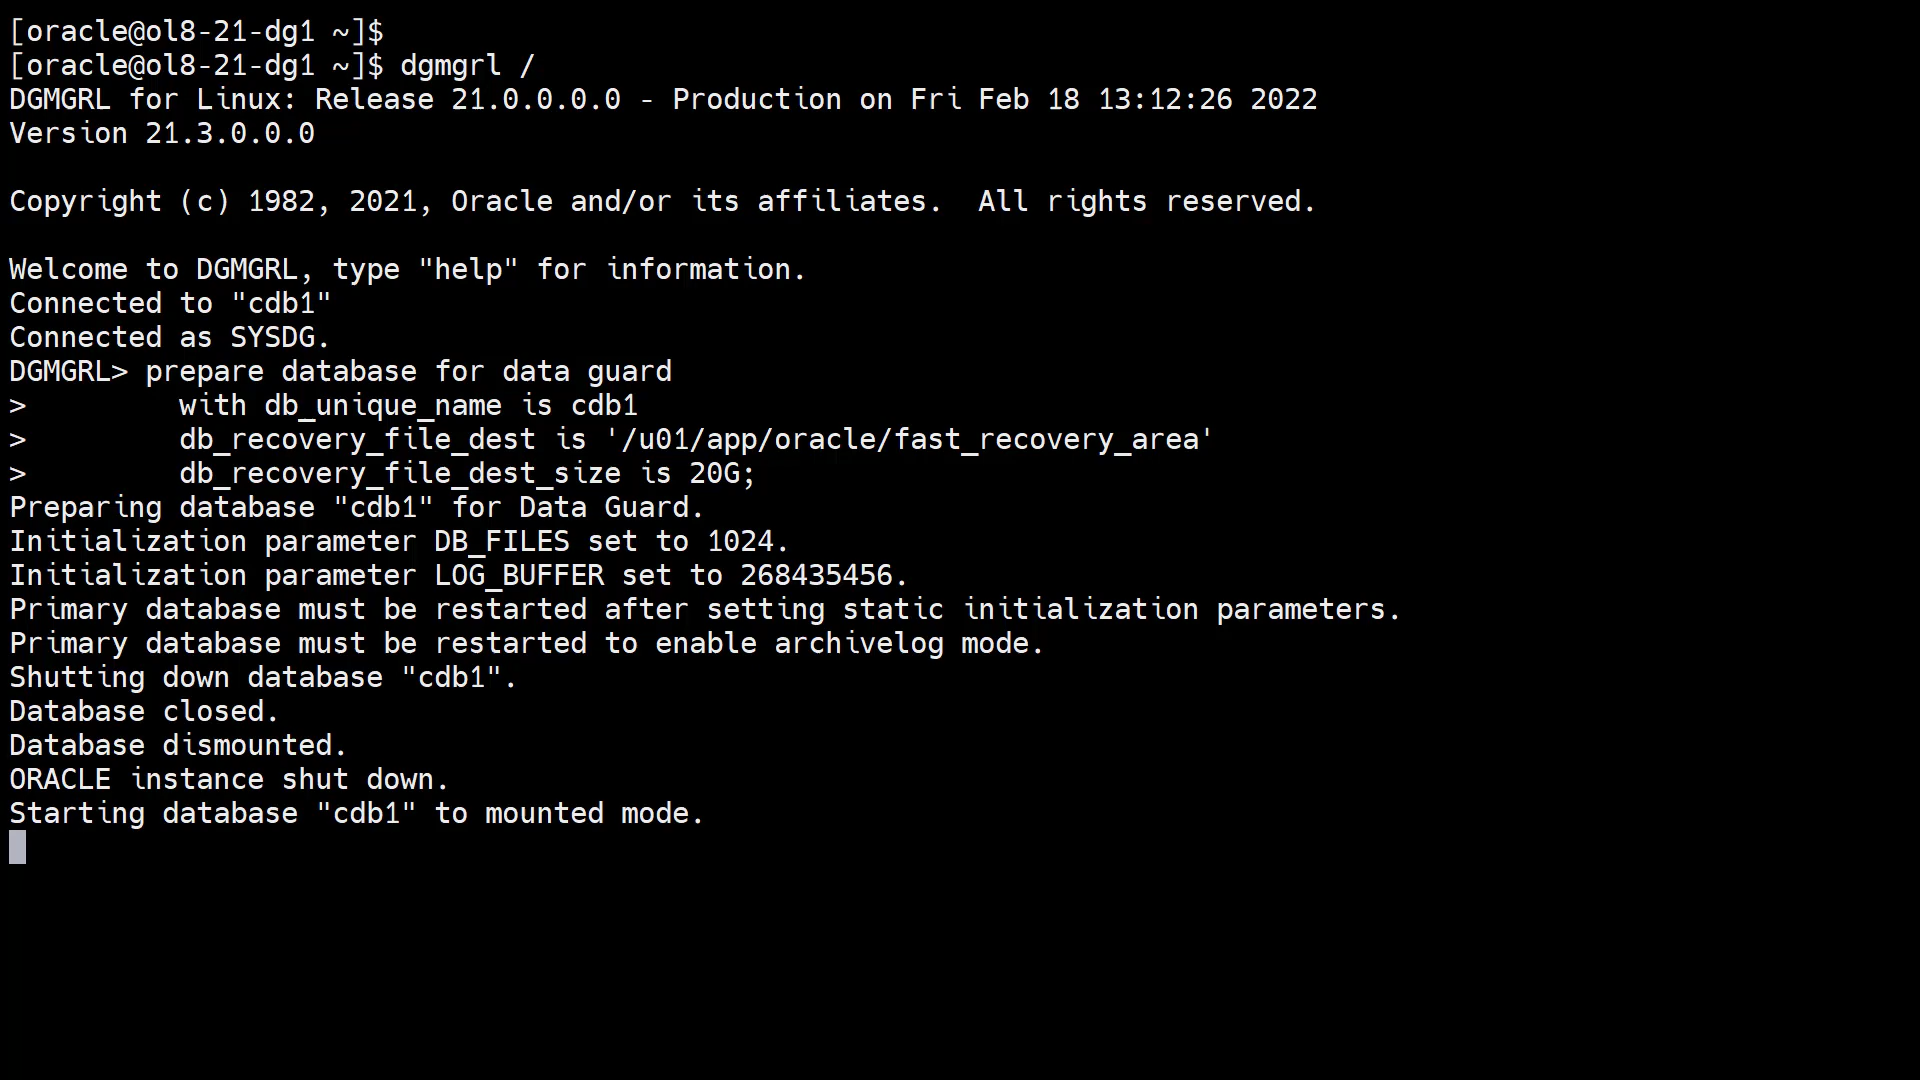 [oracle@ol8-21-dg1 ~]$
[oracle@ol8-21-dg1 ~]$ dgmgrl /
DGMGRL for Linux: Release 21.0.0.0.0 - Production on Fri Feb 18 13:12:26 2022
Version 21.3.0.0.0
Copyright (c) 1982, 2021, Oracle and/or its affiliates.  All rights reserved.
Welcome to DGMGRL, type "help" for information.
Connected to "cdb1"
Connected as SYSDG.
DGMGRL> prepare database for data guard
>         with db_unique_name is cdb1
>         db_recovery_file_dest is '/u01/app/oracle/fast_recovery_area'
>         db_recovery_file_dest_size is 20G;
Preparing database "cdb1" for Data Guard.
Initialization parameter DB_FILES set to 1024.
Initialization parameter LOG_BUFFER set to 268435456.
Primary database must be restarted after setting static initialization parameters.
Primary database must be restarted to enable archivelog mode.
Shutting down database "cdb1".
Database closed.
Database dismounted.
ORACLE instance shut down.
Starting database "cdb1" to mounted mode.